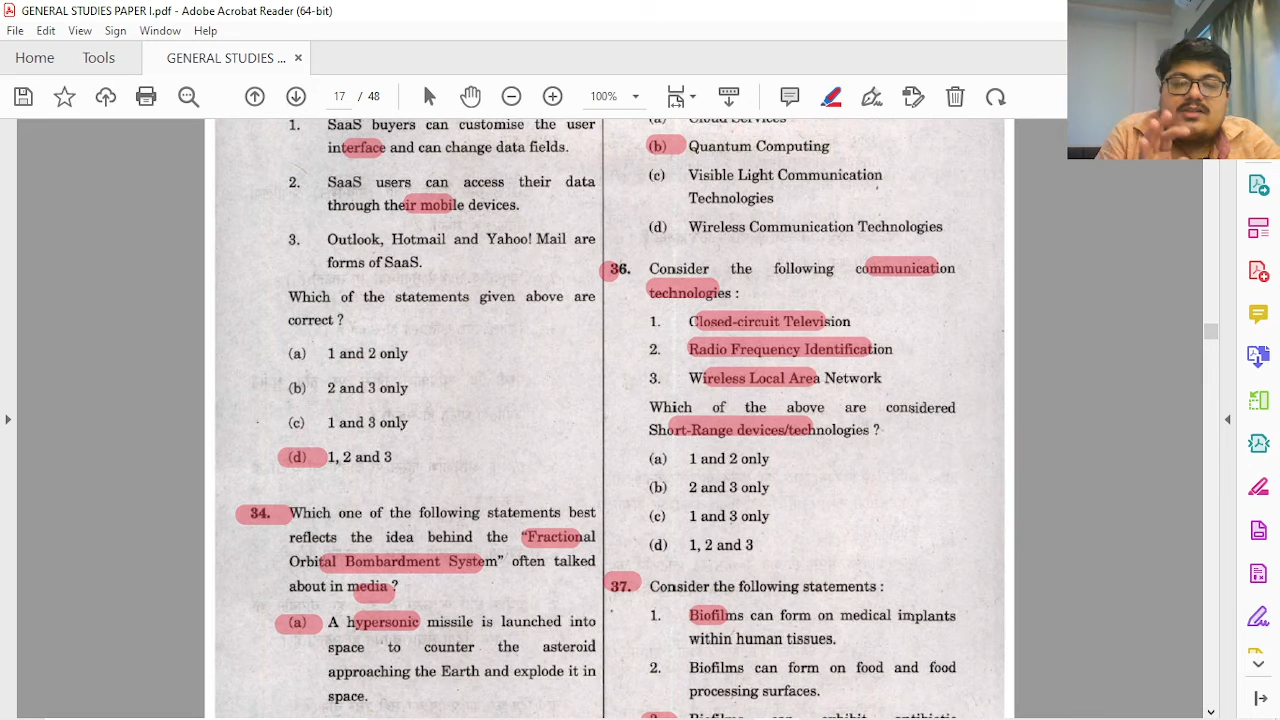 GENERAL STUDIES PAPER I.pdf - Adobe Acrobat Reader (64-bit)
File Edit View Sign Window Help
Home Tools GENERAL STUDIES ... ×
17 / 48 100%
1. SaaS buyers can customise the user
interface and can change data fields.
2. SaaS users can access their data
through their mobile devices.
3. Outlook, Hotmail and Yahoo! Mail are
forms of SaaS.
Which of the statements given above are
correct ?
(a) 1 and 2 only
(b) 2 and 3 only
(c) 1 and 3 only
(d) 1, 2 and 3
34. Which one of the following statements best
reflects the idea behind the “Fractional
Orbital Bombardment System” often talked
about in media ?
(a) A hypersonic missile is launched into
space to counter the asteroid
approaching the Earth and explode it in
space.
(a) Cloud Services
(b) Quantum Computing
(c) Visible Light Communication
Technologies
(d) Wireless Communication Technologies
36. Consider the following communication
technologies :
1. Closed-circuit Television
2. Radio Frequency Identification
3. Wireless Local Area Network
Which of the above are considered
Short-Range devices/technologies ?
(a) 1 and 2 only
(b) 2 and 3 only
(c) 1 and 3 only
(d) 1, 2 and 3
37. Consider the following statements :
1. Biofilms can form on medical implants
within human tissues.
2. Biofilms can form on food and food
processing surfaces.
3. Biofilms can exhibit antibiotic